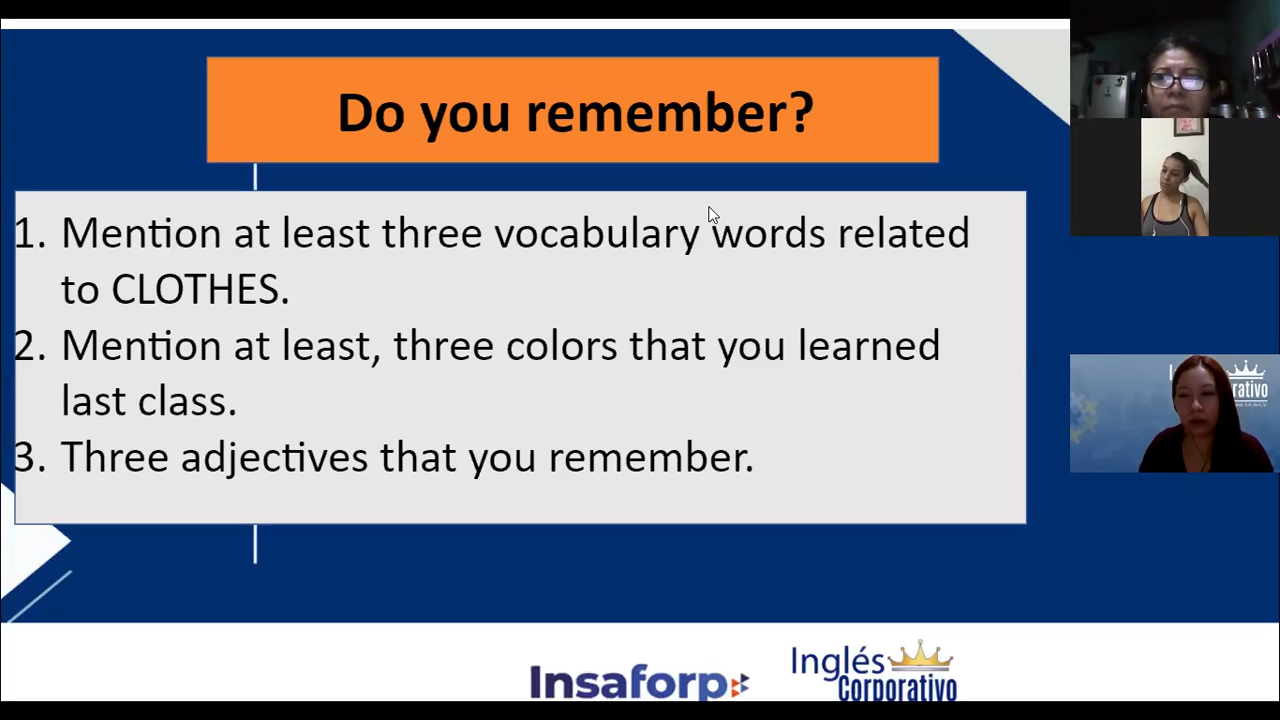 Do you remember?
1. Mention at least three vocabulary words related
to CLOTHES.
2. Mention at least, three colors that you learned
last class.
3. Three adjectives that you remember.
Insaforp
Inglés
Corporativo